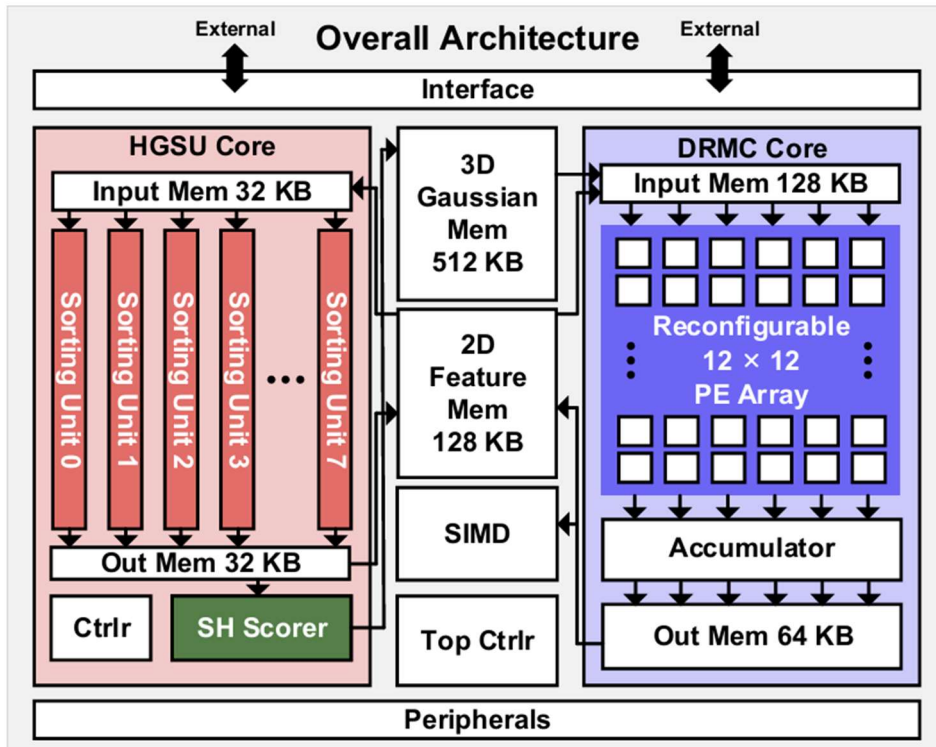 Overall Architecture
External
External
Interface
HGSU Core
Input Mem 32 KB
Sorting Unit 0
Sorting Unit 1
Sorting Unit 2
Sorting Unit 3
Sorting Unit 7
Out Mem 32 KB
Ctrlr
SH Scorer
3D
Gaussian
Mem
512 KB
2D
Feature
Mem
128 KB
SIMD
Top Ctrlr
DRMC Core
Input Mem 128 KB
Reconfigurable
12 × 12
PE Array
Accumulator
Out Mem 64 KB
Peripherals